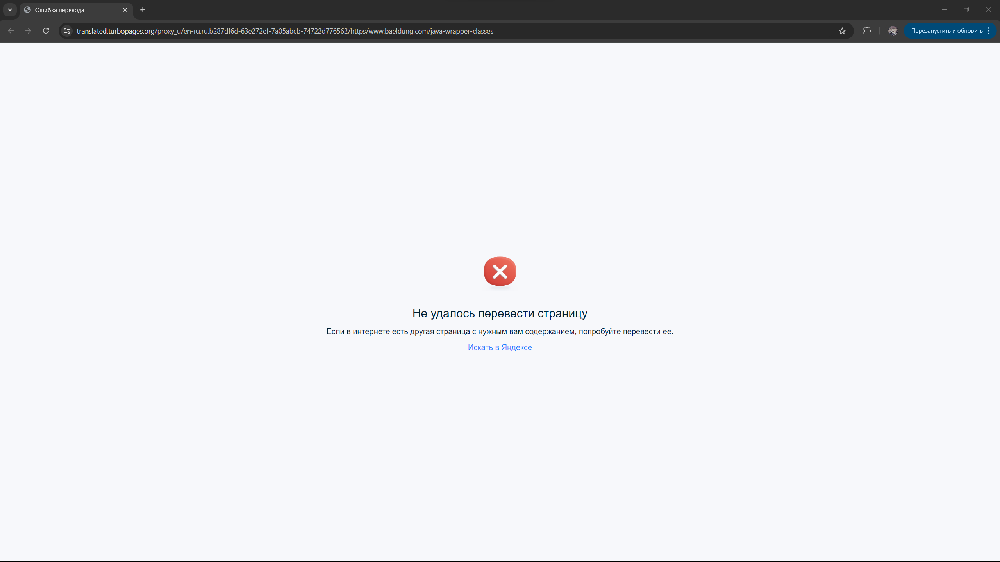 Ошибка перевода
translated.turbopages.org/proxy_u/en-ru.ru.b287df6d-63e272ef-7a05abcb-74722d776562/https/www.baeldung.com/java-wrapper-classes
Перезапустить и обновить
Не удалось перевести страницу
Если в интернете есть другая страница с нужным вам содержанием, попробуйте перевести её.
Искать в Яндексе